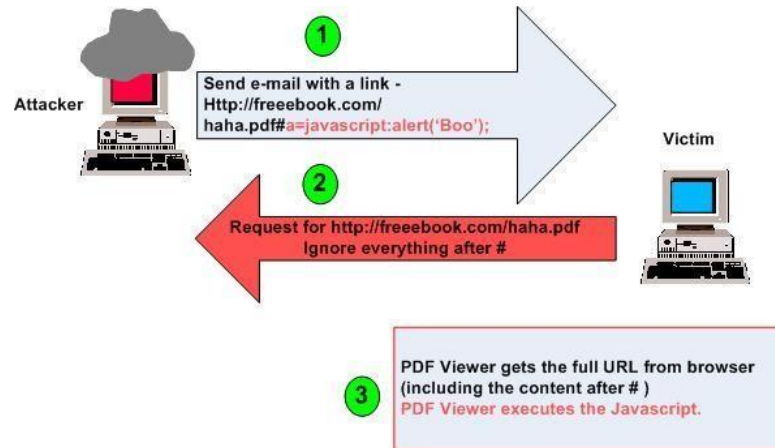 1
Attacker
Send e-mail with a link -
Http://freeebook.com/
haha.pdf#a=javascript:alert(‘Boo’);
Victim
2
Request for http://freeebook.com/haha.pdf
Ignore everything after #
3
PDF Viewer gets the full URL from browser
(including the content after # )
PDF Viewer executes the Javascript.